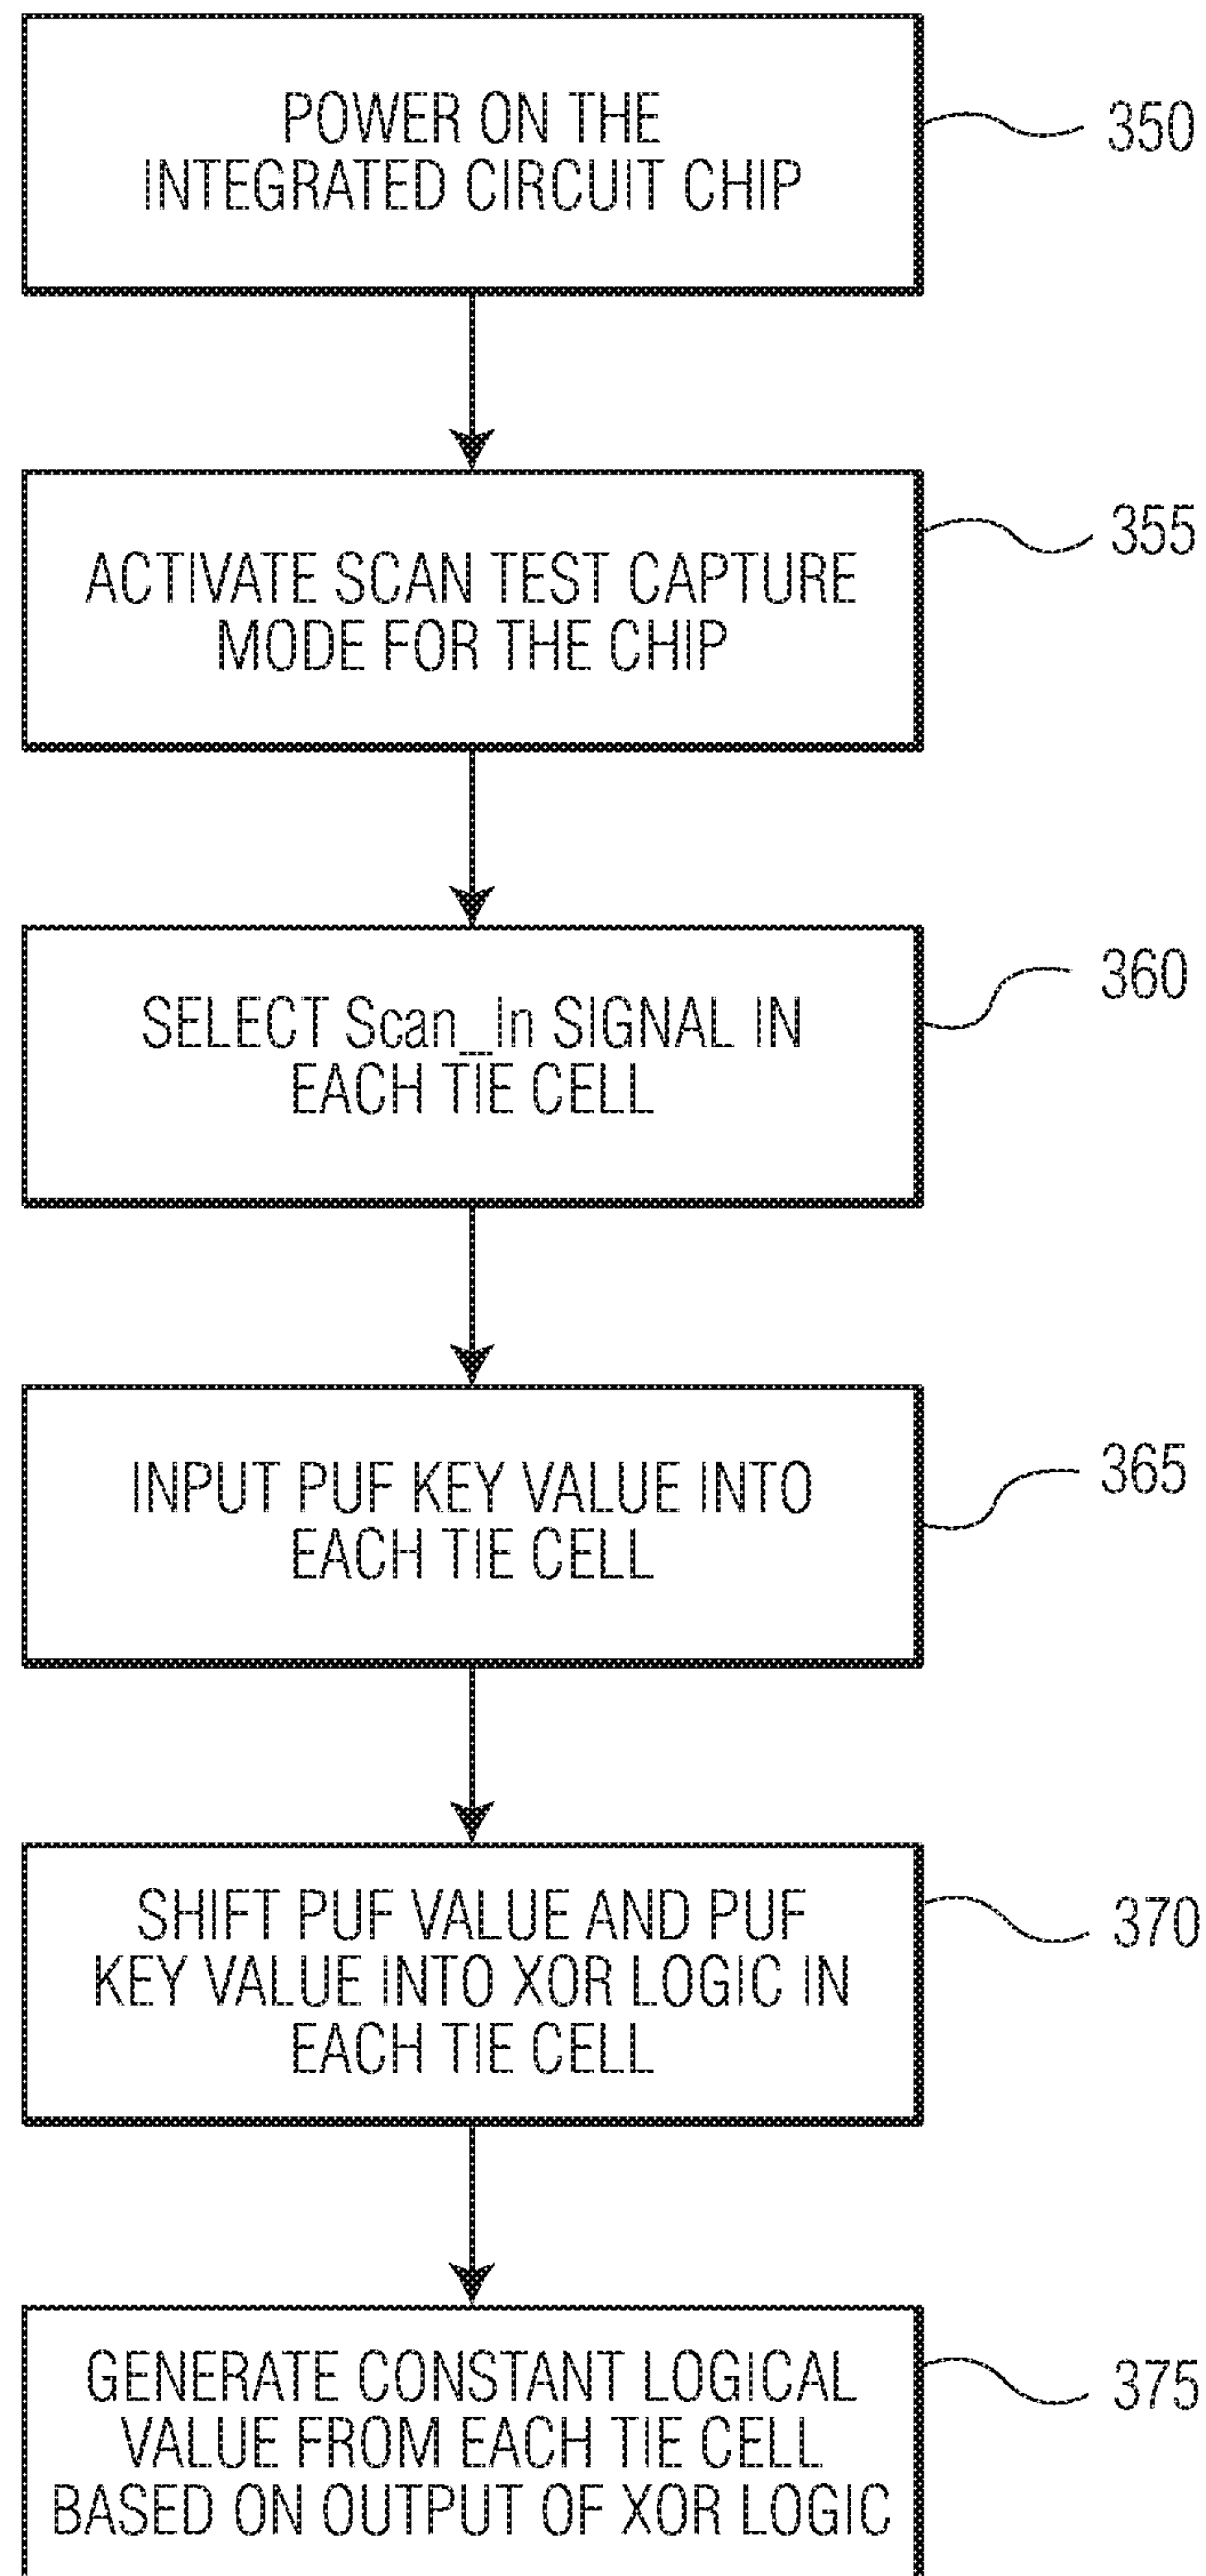 POWER ON THE
INTEGRATED CIRCUIT CHIP
350
ACTIVATE SCAN TEST CAPTURE
MODE FOR THE CHIP
355
SELECT Scan_In SIGNAL IN
EACH TIE CELL
360
INPUT PUF KEY VALUE INTO
EACH TIE CELL
365
SHIFT PUF VALUE AND PUF
KEY VALUE INTO XOR LOGIC IN
EACH TIE CELL
370
GENERATE CONSTANT LOGICAL
VALUE FROM EACH TIE CELL
BASED ON OUTPUT OF XOR LOGIC
375